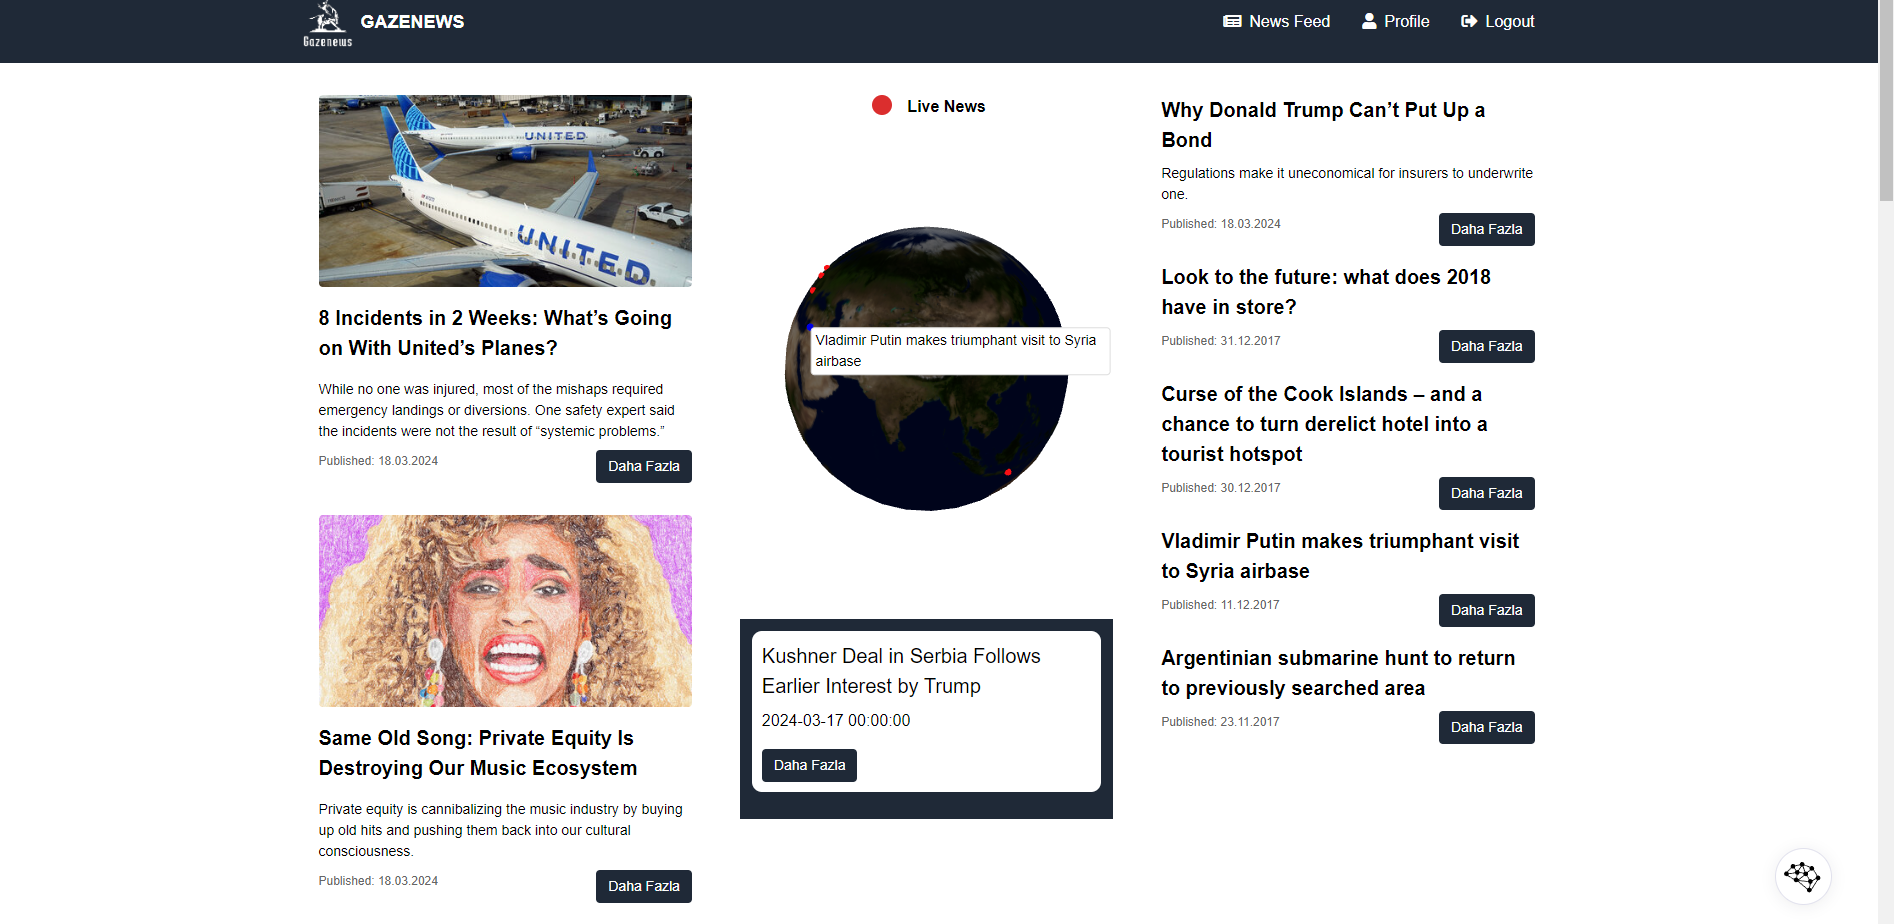 Gazenews
GAZENEWS
News Feed
Profile
Logout
UNITED
UNITED
8 Incidents in 2 Weeks: What’s Going
on With United’s Planes?
While no one was injured, most of the mishaps required
emergency landings or diversions. One safety expert said
the incidents were not the result of “systemic problems.”
Published: 18.03.2024
Daha Fazla
Same Old Song: Private Equity Is
Destroying Our Music Ecosystem
Private equity is cannibalizing the music industry by buying
up old hits and pushing them back into our cultural
consciousness.
Published: 18.03.2024
Daha Fazla
Live News
Vladimir Putin makes triumphant visit to Syria
airbase
Kushner Deal in Serbia Follows
Earlier Interest by Trump
2024-03-17 00:00:00
Daha Fazla
Why Donald Trump Can’t Put Up a
Bond
Regulations make it uneconomical for insurers to underwrite
one.
Published: 18.03.2024
Daha Fazla
Look to the future: what does 2018
have in store?
Published: 31.12.2017
Daha Fazla
Curse of the Cook Islands – and a
chance to turn derelict hotel into a
tourist hotspot
Published: 30.12.2017
Daha Fazla
Vladimir Putin makes triumphant visit
to Syria airbase
Published: 11.12.2017
Daha Fazla
Argentinian submarine hunt to return
to previously searched area
Published: 23.11.2017
Daha Fazla